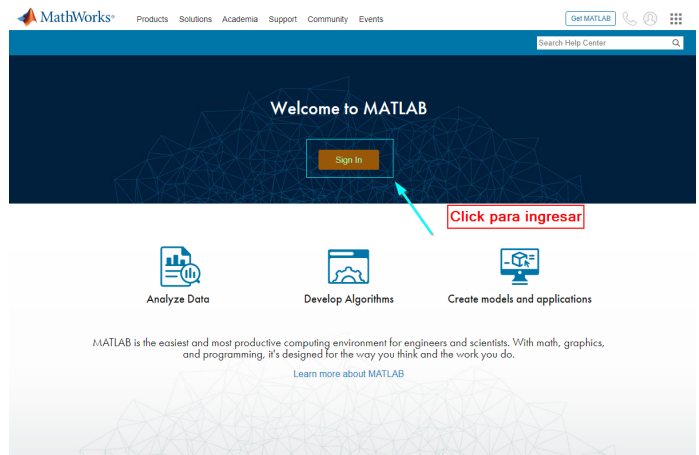 MathWorks®
Products Solutions Academia Support Community Events
Get MATLAB
Search Help Center
Welcome to MATLAB
Sign In
Click para ingresar
Analyze Data
Develop Algorithms
Create models and applications
MATLAB is the easiest and most productive computing environment for engineers and scientists. With math, graphics,
and programming, it's designed for the way you think and the work you do.
Learn more about MATLAB